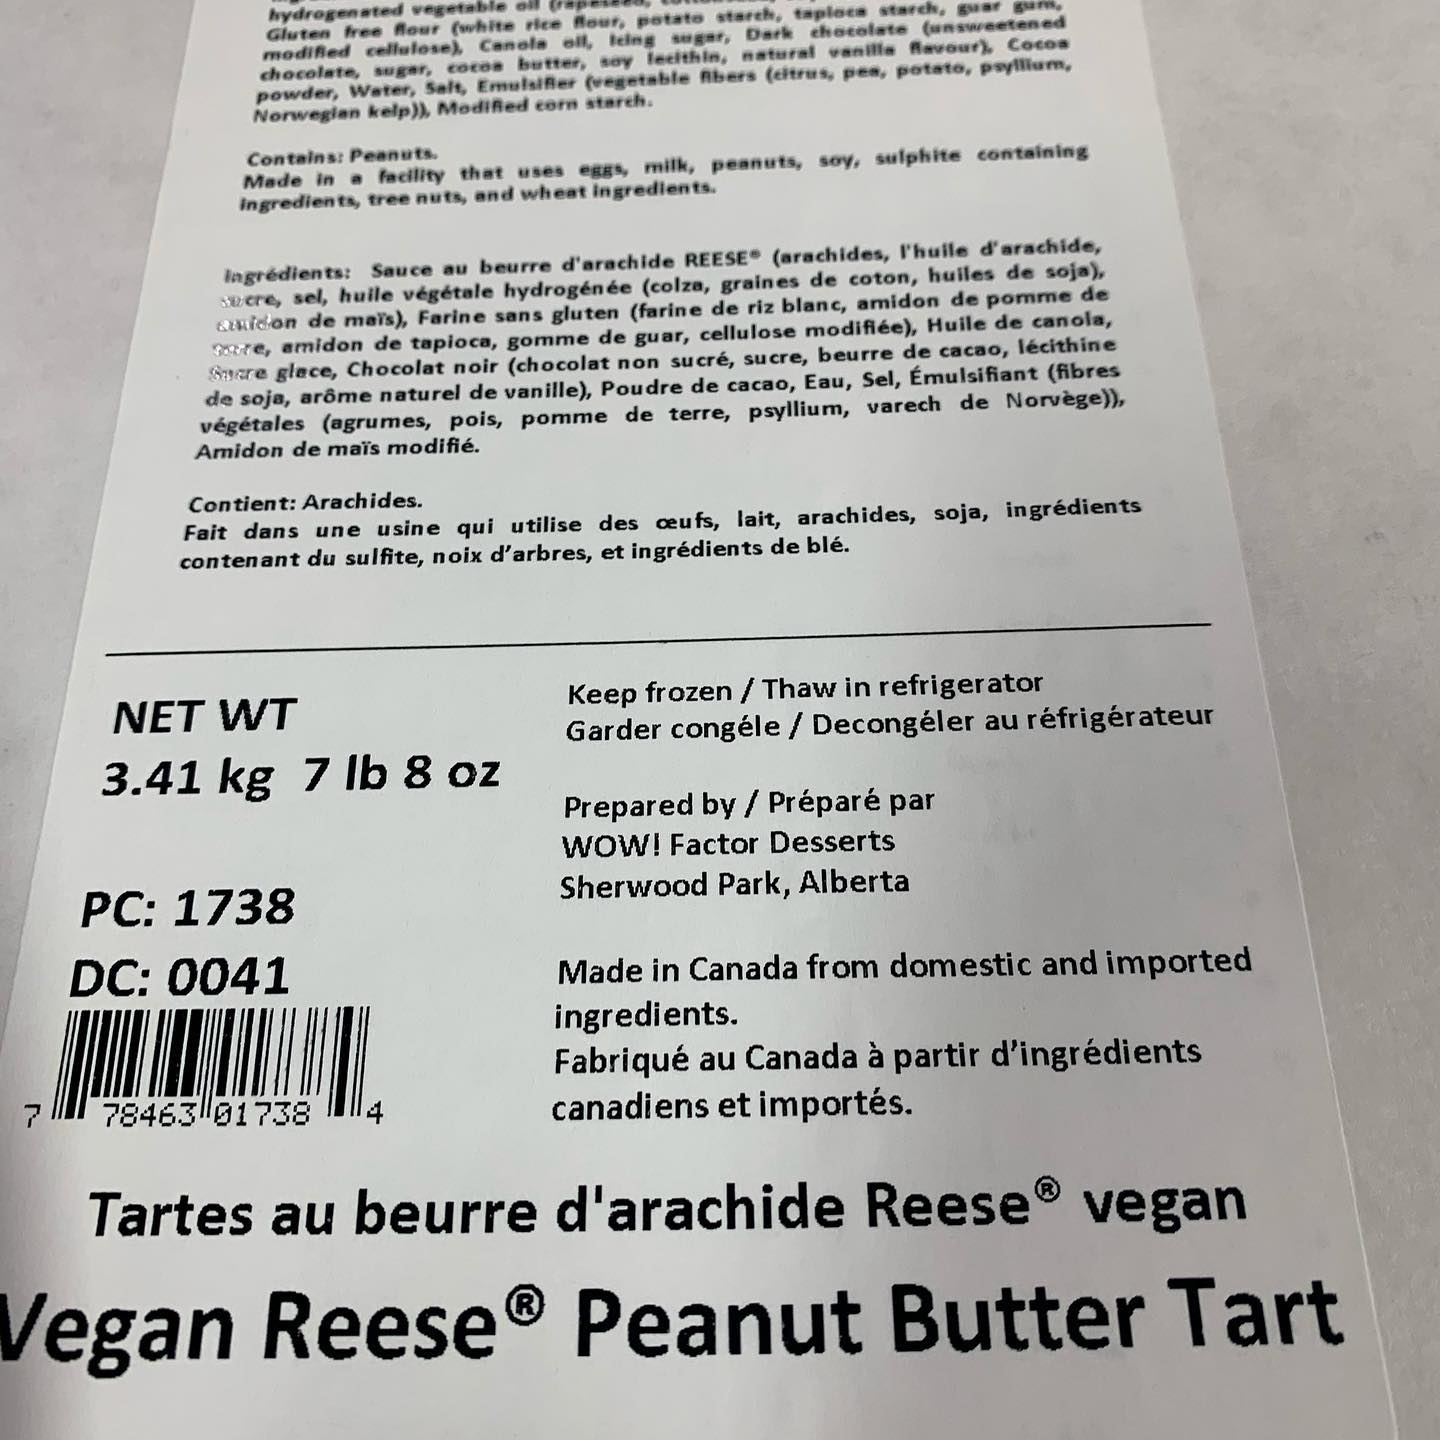 hydrogenated vegetable oil (rapeseed,
Gluten free flour (white rice flour, potato starch, tapioca starch, guar gum,
modified cellulose), Canola oil, Icing sugar, Dark chocolate (unsweetened
chocolate, sugar, cocoa butter, soy lecithin, natural vanilla flavour), Cocoa
powder, Water, Salt, Emulsifier (vegetable fibers (citrus, pea, potato, psyllium,
Norwegian kelp)), Modified corn starch.
Contains: Peanuts.
Made in a facility that uses eggs, milk, peanuts, soy, sulphite containing
ingredients, tree nuts, and wheat ingredients.
Ingrédients: Sauce au beurre d'arachide REESE® (arachides, l'huile d'arachide,
sucre, sel, huile végétale hydrogénée (colza, graines de coton, huiles de soja),
amidon de maïs), Farine sans gluten (farine de riz blanc, amidon de pomme de
terre, amidon de tapioca, gomme de guar, cellulose modifiée), Huile de canola,
Sucre glace, Chocolat noir (chocolat non sucré, sucre, beurre de cacao, lécithine
de soja, arôme naturel de vanille), Poudre de cacao, Eau, Sel, Émulsifiant (fibres
végétales (agrumes, pois, pomme de terre, psyllium, varech de Norvège)),
Amidon de maïs modifié.
Contient: Arachides.
Fait dans une usine qui utilise des œufs, lait, arachides, soja, ingrédients
contenant du sulfite, noix d’arbres, et ingrédients de blé.
NET WT
3.41 kg 7 lb 8 oz
PC: 1738
DC: 0041
7 78463 01738 4
Keep frozen / Thaw in refrigerator
Garder congéle / Decongéler au réfrigérateur
Prepared by / Préparé par
WOW! Factor Desserts
Sherwood Park, Alberta
Made in Canada from domestic and imported
ingredients.
Fabriqué au Canada à partir d’ingrédients
canadiens et importés.
Tartes au beurre d'arachide Reese® vegan
Vegan Reese® Peanut Butter Tart